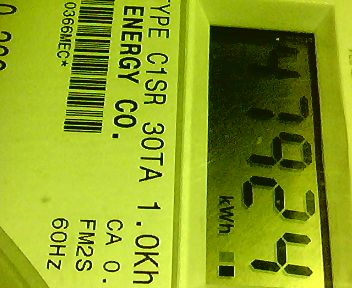 47924
kWh
TYPE C1SR 30TA 1.0Kh
ENERGY CO.
CA 0.
FM2S
60HZ
0366MEC*